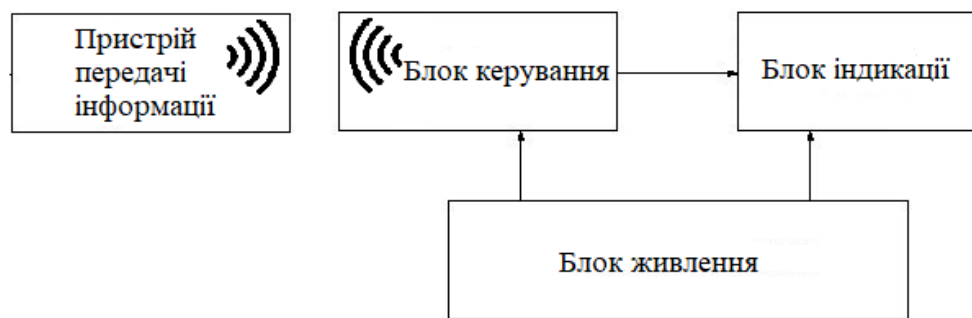 Пристрій
передачі
інформації
Блок керування
Блок індикації
Блок живлення